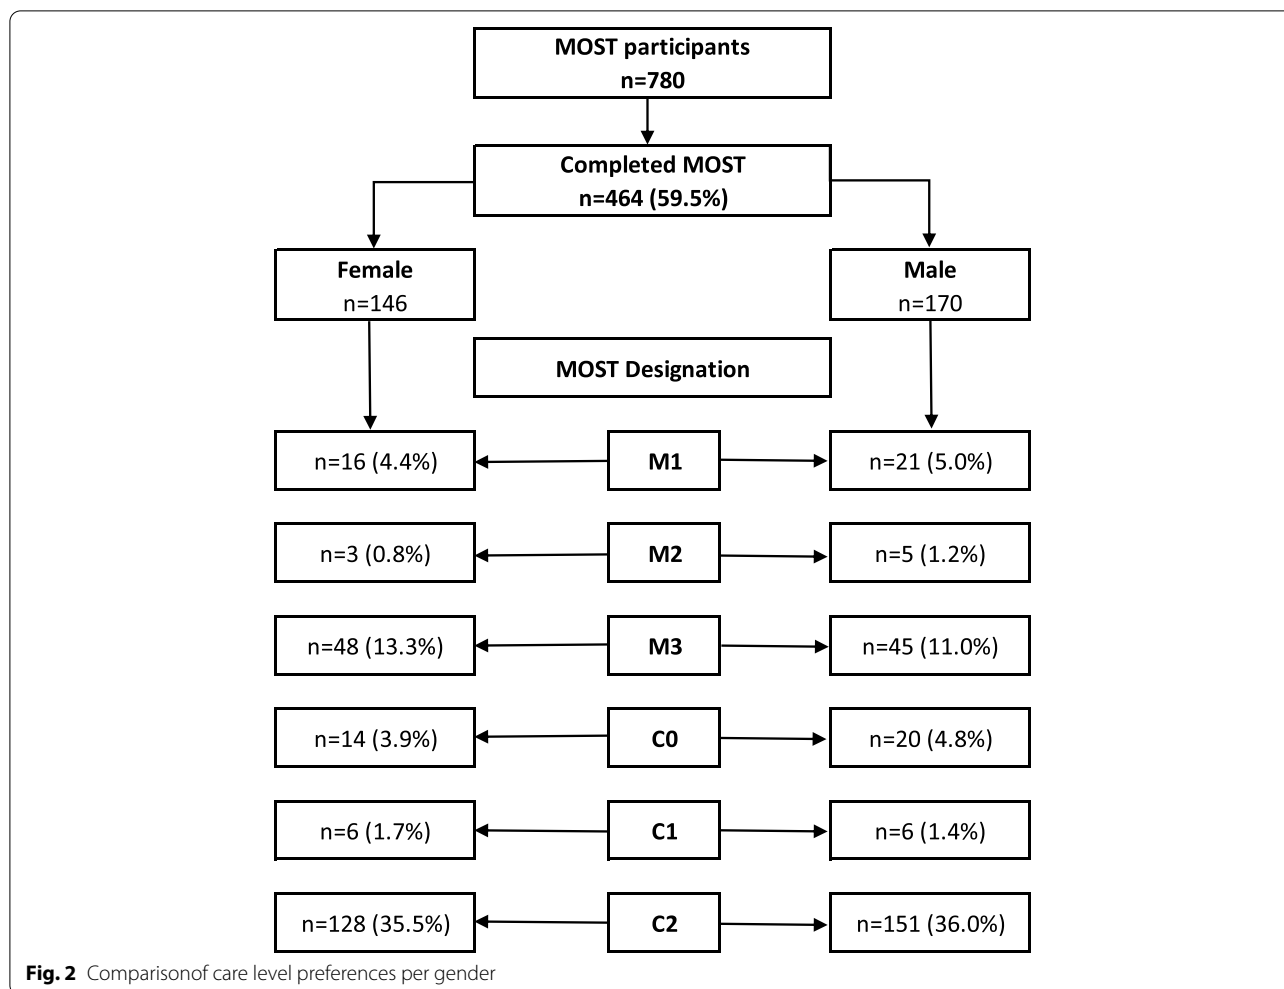 MOST participants
n=780
Completed MOST
n=464 (59.5%)
Female
n=146
Male
n=170
MOST Designation
n=16 (4.4%) M1 n=21 (5.0%)
n=3 (0.8%) M2 n=5 (1.2%)
n=48 (13.3%) M3 n=45 (11.0%)
n=14 (3.9%) C0 n=20 (4.8%)
n=6 (1.7%) C1 n=6 (1.4%)
n=128 (35.5%) C2 n=151 (36.0%)
Fig. 2 Comparisonof care level preferences per gender